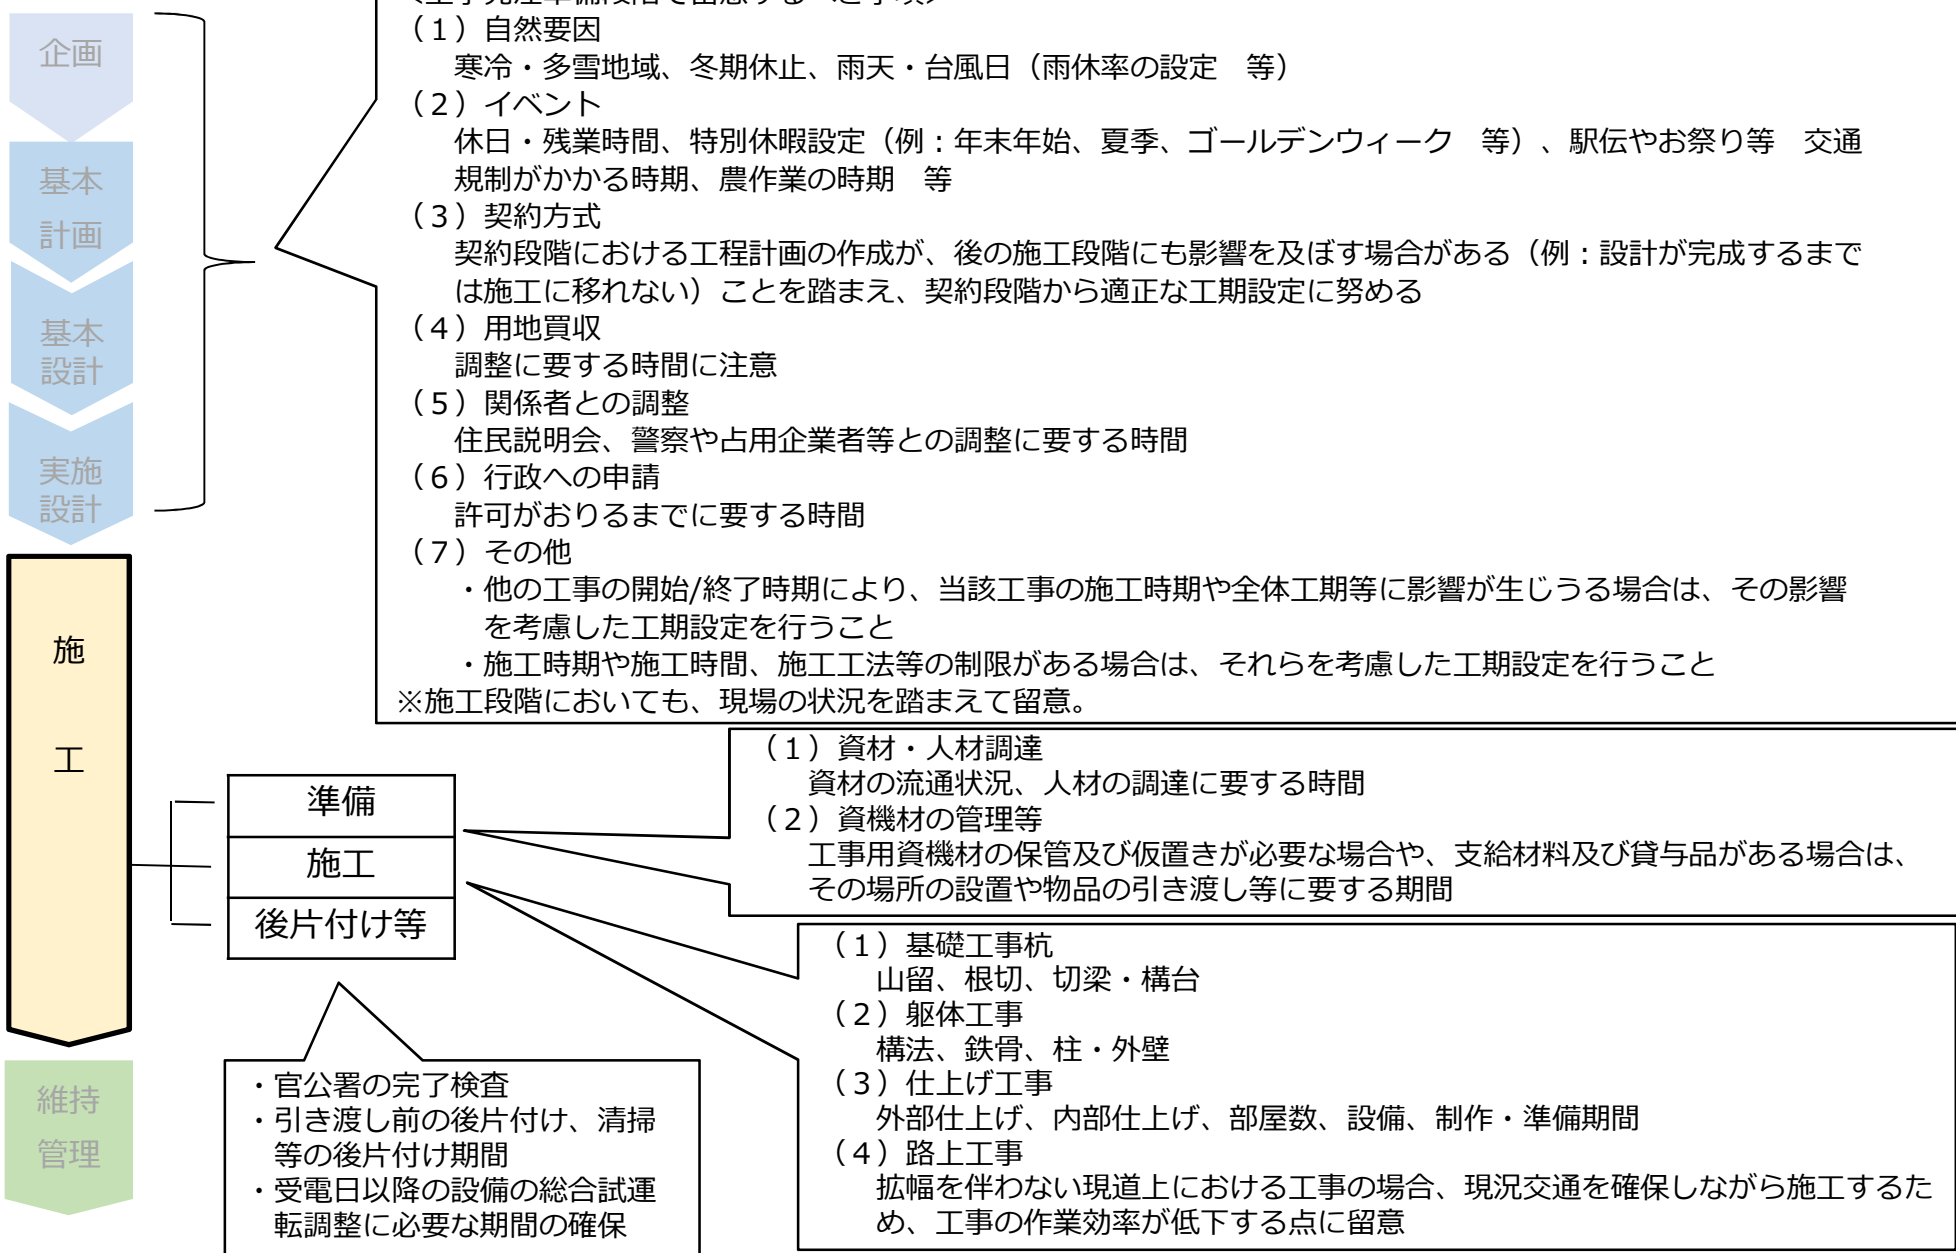 企画
基本
計画
基本
設計
実施
設計
施
工
維持
管理
（１）自然要因
寒冷・多雪地域、冬期休止、雨天・台風日（雨休率の設定　等）
（２）イベント
休日・残業時間、特別休暇設定（例：年末年始、夏季、ゴールデンウィーク　等）、駅伝やお祭り等　交通
規制がかかる時期、農作業の時期　等
（３）契約方式
契約段階における工程計画の作成が、後の施工段階にも影響を及ぼす場合がある（例：設計が完成するまで
は施工に移れない）ことを踏まえ、契約段階から適正な工期設定に努める
（４）用地買収
調整に要する時間に注意
（５）関係者との調整
住民説明会、警察や占用企業者等との調整に要する時間
（６）行政への申請
許可がおりるまでに要する時間
（７）その他
・他の工事の開始/終了時期により、当該工事の施工時期や全体工期等に影響が生じうる場合は、その影響
を考慮した工期設定を行うこと
・施工時期や施工時間、施工工法等の制限がある場合は、それらを考慮した工期設定を行うこと
※施工段階においても、現場の状況を踏まえて留意。
準備
施工
後片付け等
（１）資材・人材調達
資材の流通状況、人材の調達に要する時間
（２）資機材の管理等
工事用資機材の保管及び仮置きが必要な場合や、支給材料及び貸与品がある場合は、
その場所の設置や物品の引き渡し等に要する期間
（１）基礎工事杭
山留、根切、切梁・構台
（２）躯体工事
構法、鉄骨、柱・外壁
（３）仕上げ工事
外部仕上げ、内部仕上げ、部屋数、設備、制作・準備期間
（４）路上工事
拡幅を伴わない現道上における工事の場合、現況交通を確保しながら施工するた
め、工事の作業効率が低下する点に留意
・官公署の完了検査
・引き渡し前の後片付け、清掃
等の後片付け期間
・受電日以降の設備の総合試運
転調整に必要な期間の確保